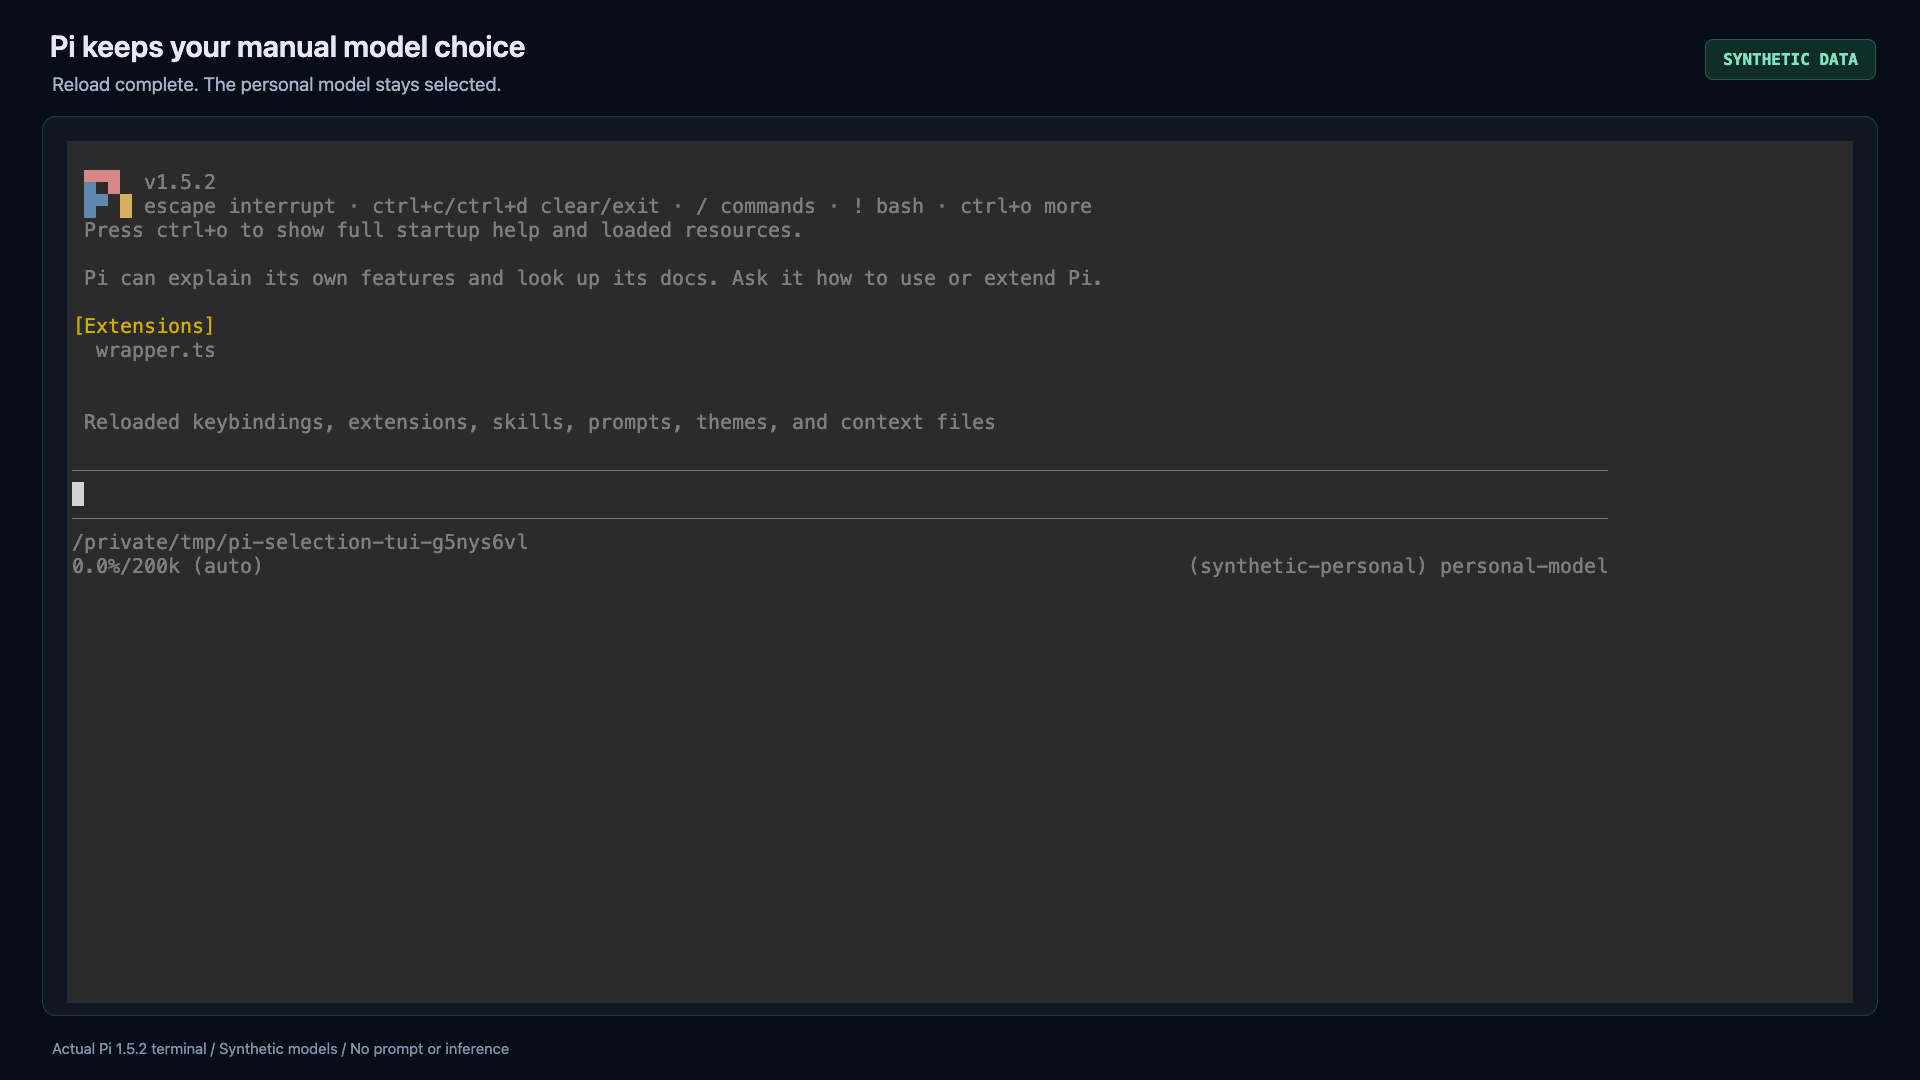 Pi keeps your manual model choice
Reload complete. The personal model stays selected.
SYNTHETIC DATA
v1.5.2
escape interrupt · ctrl+c/ctrl+d clear/exit · / commands · ! bash · ctrl+o more
Press ctrl+o to show full startup help and loaded resources.
Pi can explain its own features and look up its docs. Ask it how to use or extend Pi.
[Extensions]
wrapper.ts
Reloaded keybindings, extensions, skills, prompts, themes, and context files
/private/tmp/pi-selection-tui-g5nys6vl
0.0%/200k (auto) (synthetic-personal) personal-model
Actual Pi 1.5.2 terminal / Synthetic models / No prompt or inference